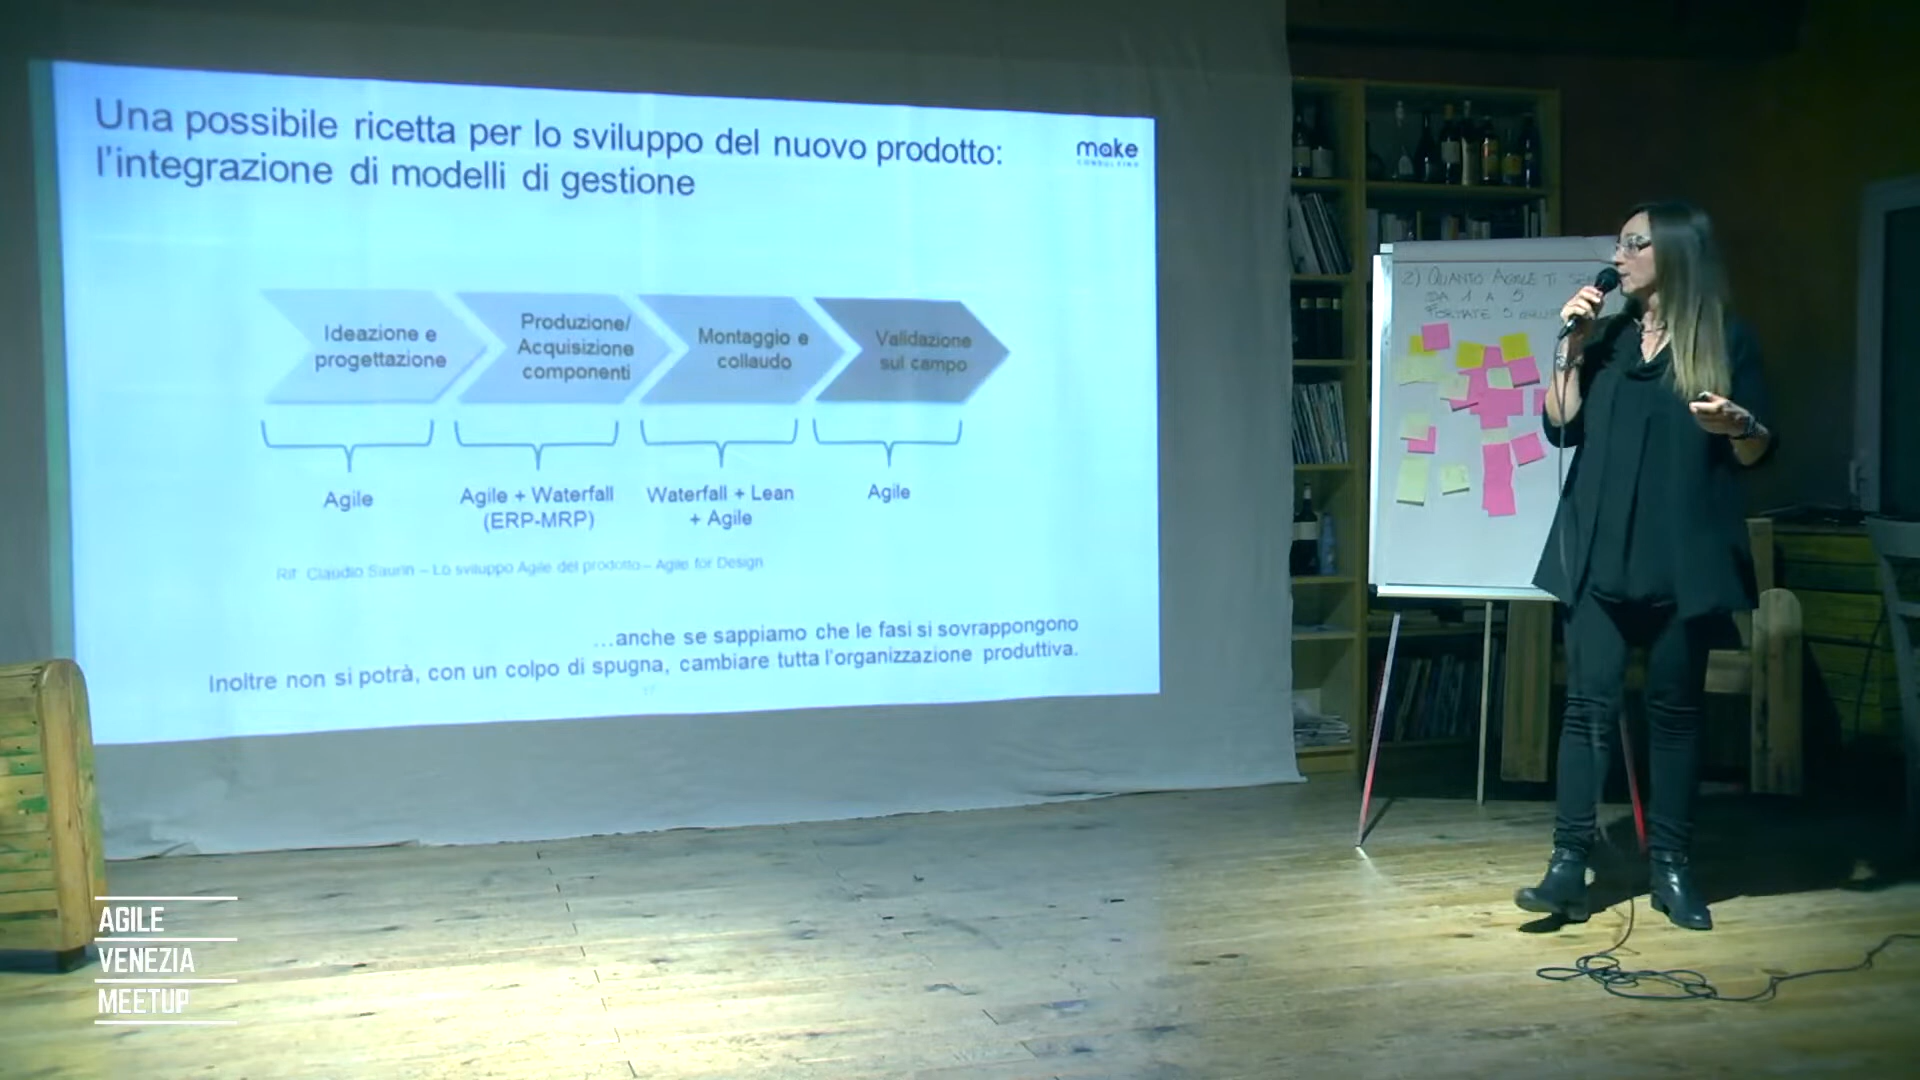 Una possibile ricetta per lo sviluppo del nuovo prodotto:
l'integrazione di modelli di gestione
make
CONSULTING
Ideazione e
progettazione
Produzione/
Acquisizione
componenti
Montaggio e
collaudo
Validazione
sul campo
Agile
Agile + Waterfall
(ERP-MRP)
Waterfall + Lean
+ Agile
Agile
Rif. Claudio Saurin – Lo sviluppo Agile del prodotto – Agile for Design
…anche se sappiamo che le fasi si sovrappongono
Inoltre non si potrà, con un colpo di spugna, cambiare tutta l'organizzazione produttiva.
2) QUANTO AGILE TI
DA 1 A 5
FORMATE 5
AGILE
VENEZIA
MEETUP